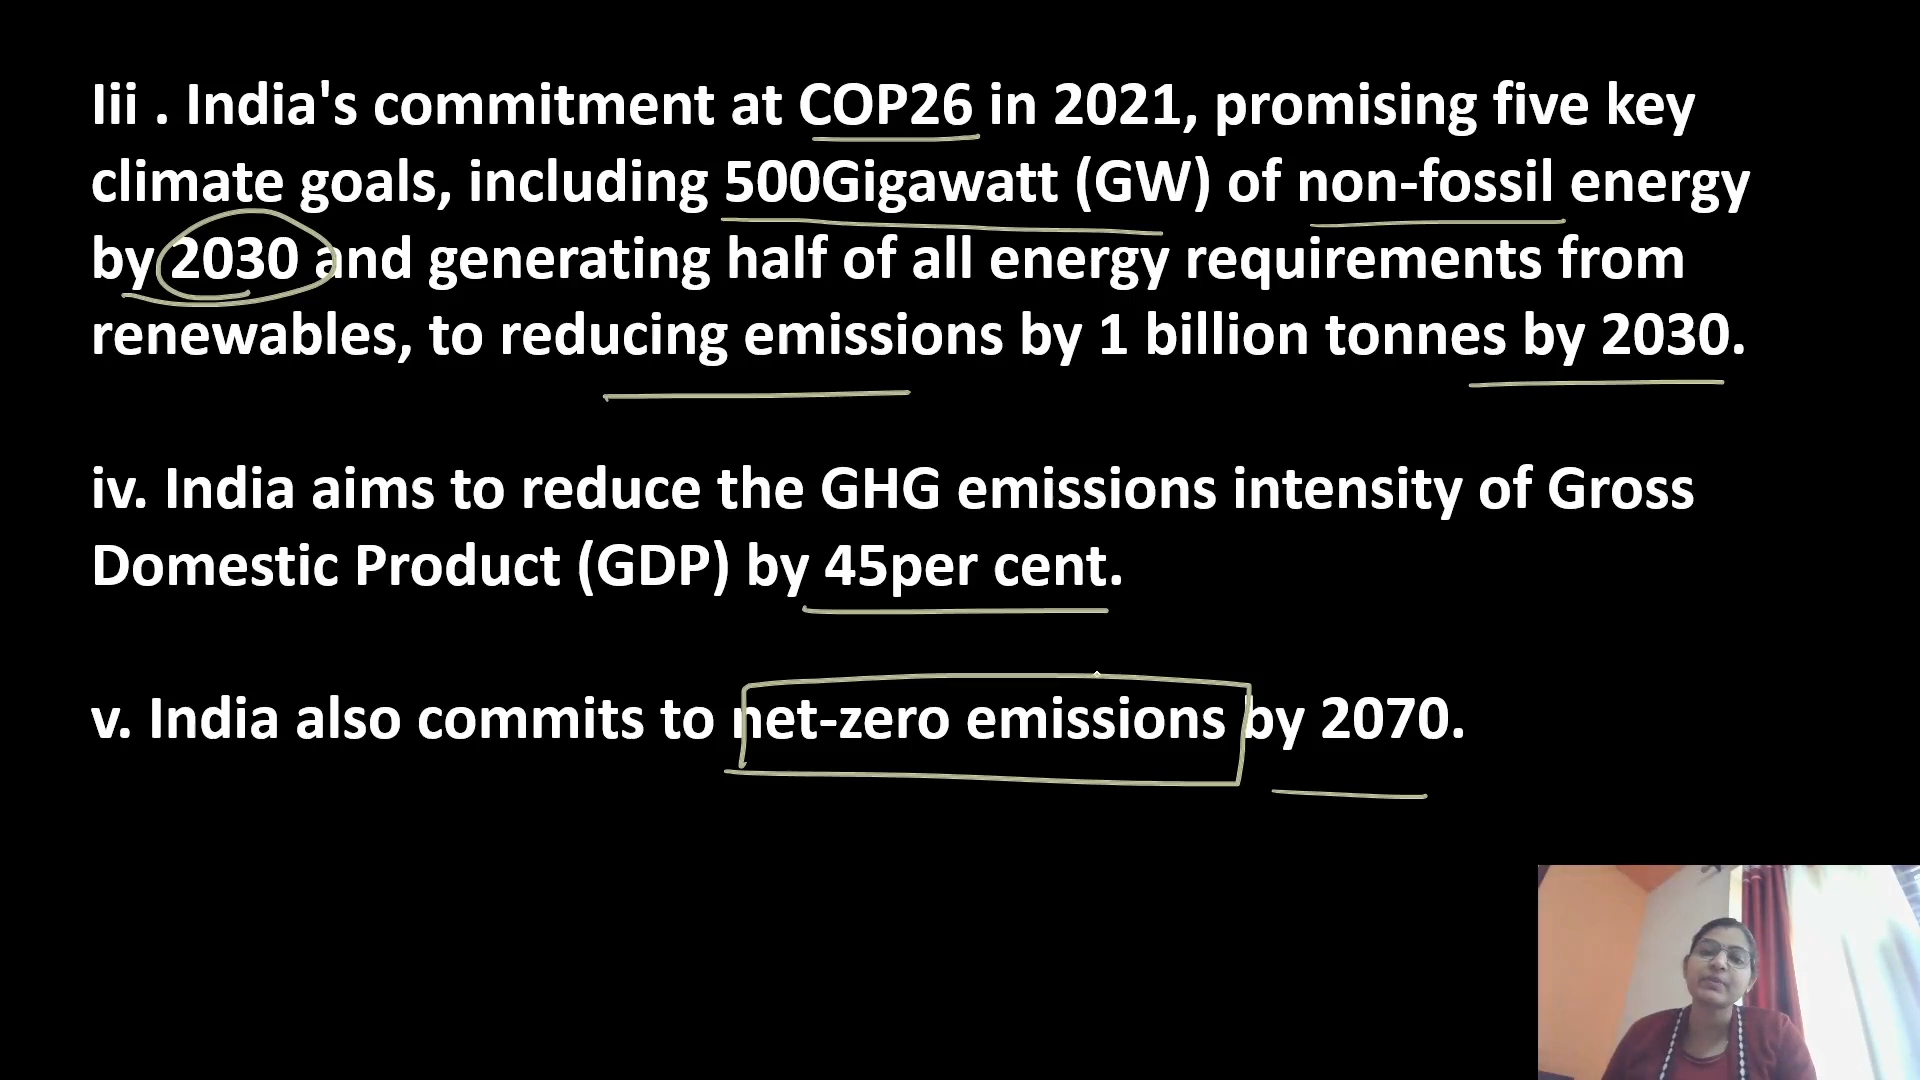 Iii . India's commitment at COP26 in 2021, promising five key
climate goals, including 500Gigawatt (GW) of non-fossil energy
by 2030 and generating half of all energy requirements from
renewables, to reducing emissions by 1 billion tonnes by 2030.
iv. India aims to reduce the GHG emissions intensity of Gross
Domestic Product (GDP) by 45per cent.
v. India also commits to net-zero emissions by 2070.